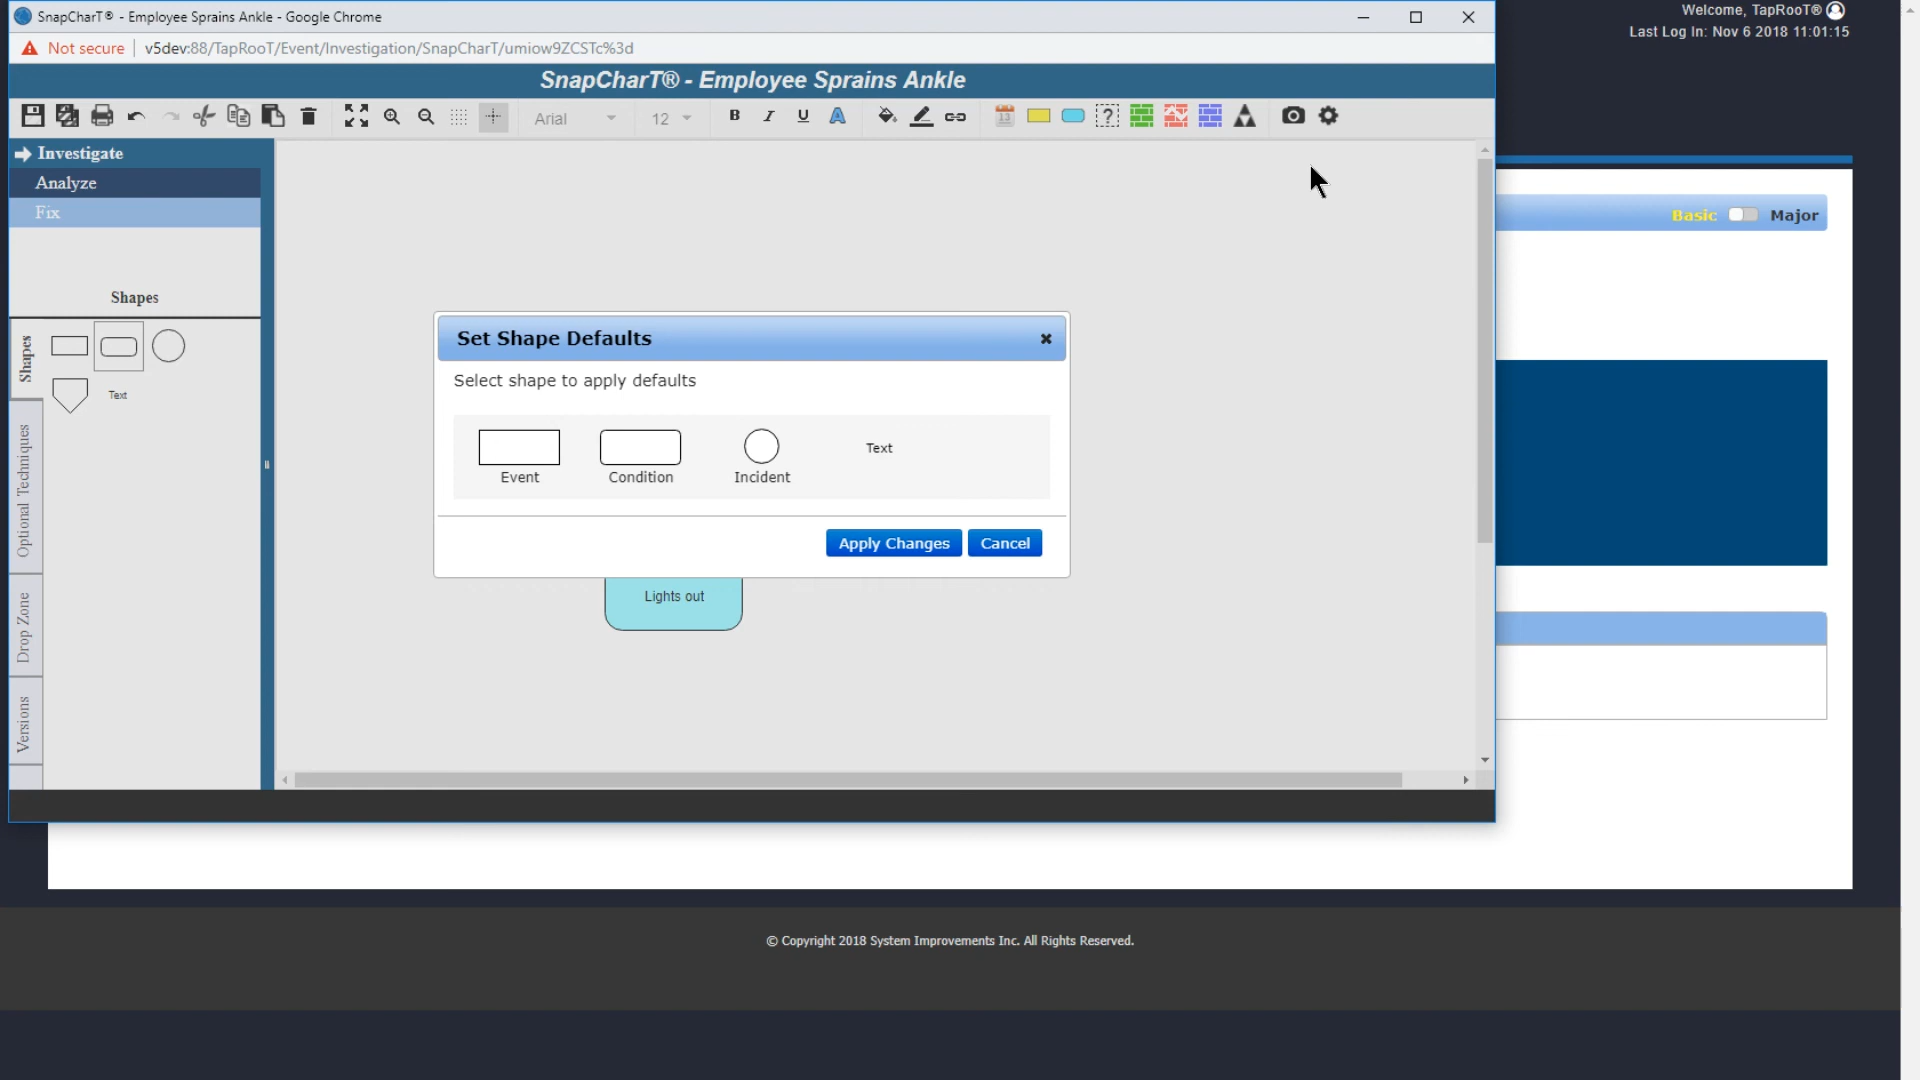 SnapCharT® - Employee Sprains Ankle - Google Chrome
Welcome, TapRooT®
Last Log In: Nov 6 2018 11:01:15
Not secure
v5dev:88/TapRooT/Event/Investigation/SnapCharT/umiow9ZCSTc%3d
SnapCharT® - Employee Sprains Ankle
Arial
12
B I U A
13
?
Investigate
Analyze
Fix
Basic
Major
Shapes
Shapes
Text
Optional Techniques
Drop Zone
Versions
Set Shape Defaults
Select shape to apply defaults
Event
Condition
Incident
Text
Apply Changes
Cancel
Lights out
© Copyright 2018 System Improvements Inc. All Rights Reserved.